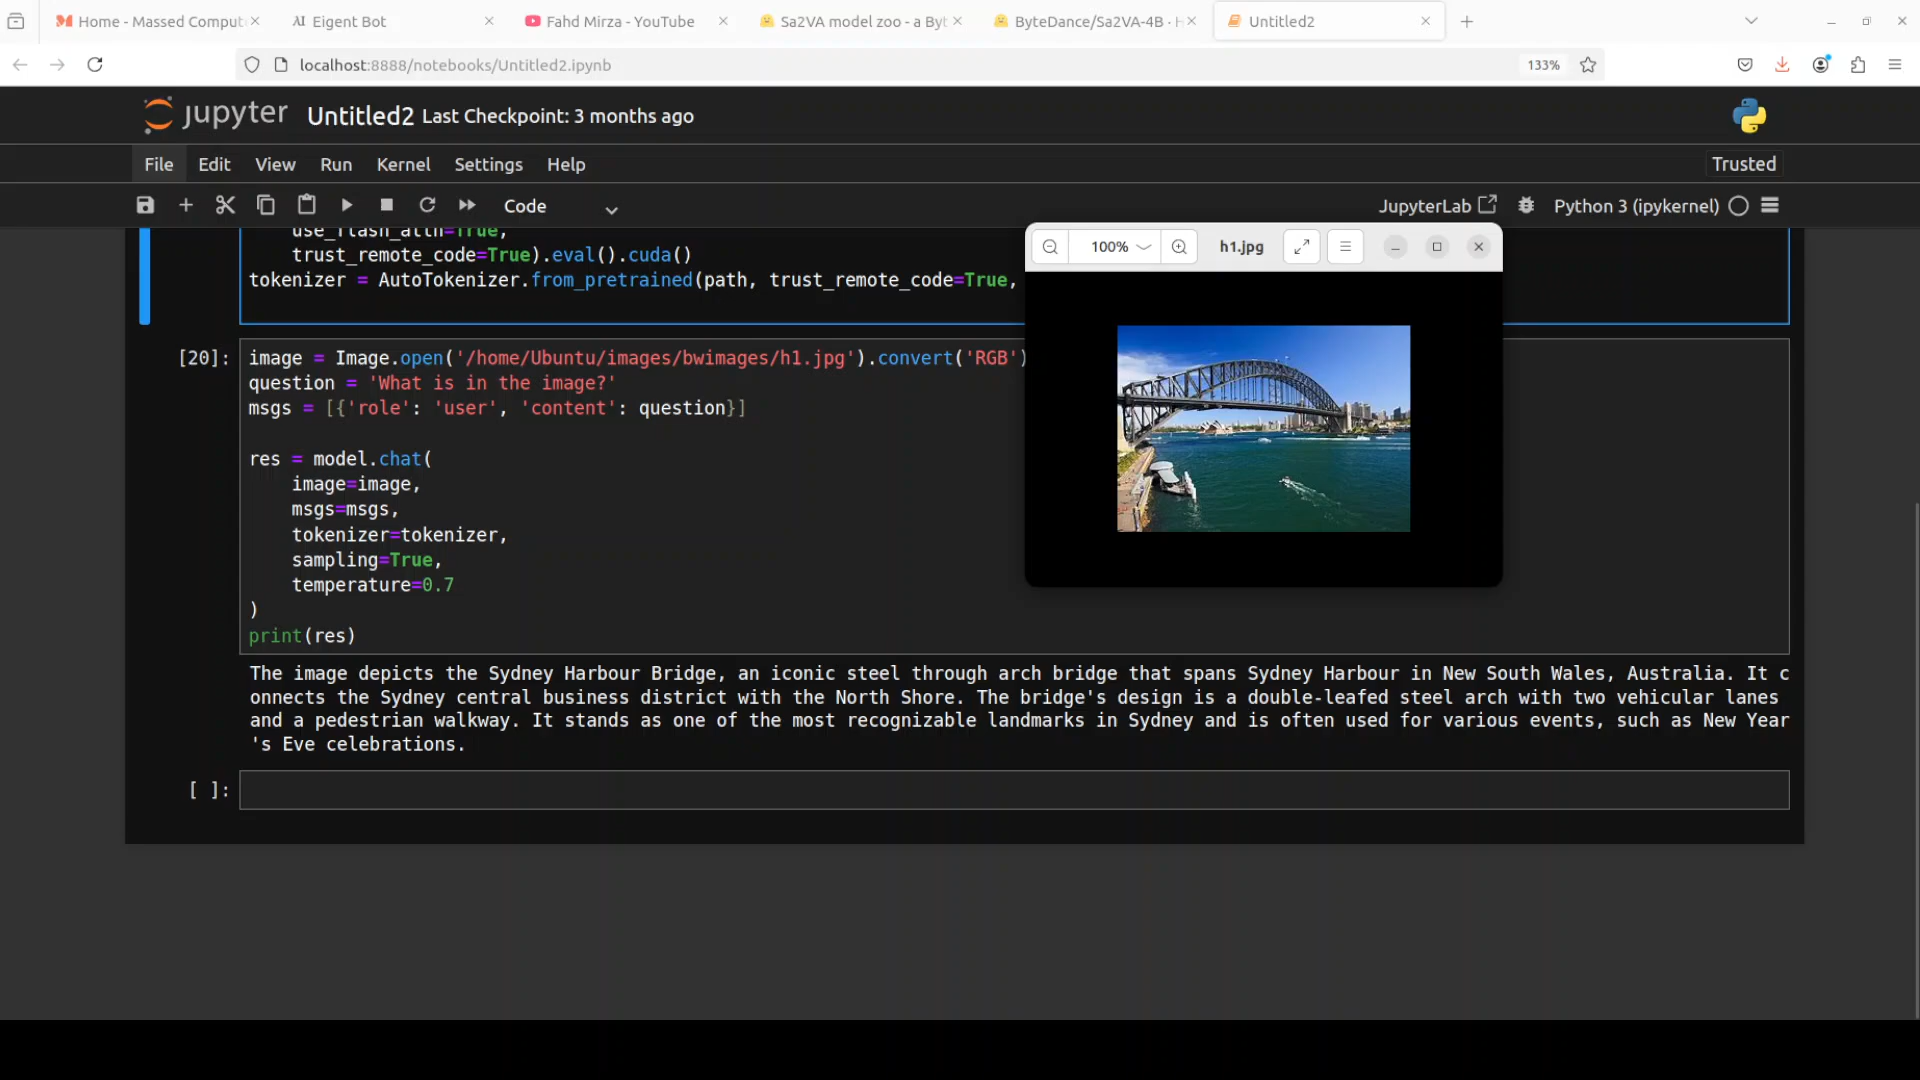 Home - Massed Comput
Eigent Bot
Fahd Mirza - YouTube
Sa2VA model zoo - a Byt
ByteDance/Sa2VA-4B · H
Untitled2
localhost:8888/notebooks/Untitled2.ipynb
133%
jupyter Untitled2 Last Checkpoint: 3 months ago
File Edit View Run Kernel Settings Help
Trusted
Code
JupyterLab
Python 3 (ipykernel)
use_flash_attn=True,
trust_remote_code=True).eval().cuda()
tokenizer = AutoTokenizer.from_pretrained(path, trust_remote_code=True,
100%
h1.jpg
[20]: image = Image.open('/home/Ubuntu/images/bwimages/h1.jpg').convert('RGB')
question = 'What is in the image?'
msgs = [{'role': 'user', 'content': question}]
res = model.chat(
image=image,
msgs=msgs,
tokenizer=tokenizer,
sampling=True,
temperature=0.7
)
print(res)
The image depicts the Sydney Harbour Bridge, an iconic steel through arch bridge that spans Sydney Harbour in New South Wales, Australia. It c
onnects the Sydney central business district with the North Shore. The bridge's design is a double-leafed steel arch with two vehicular lanes
and a pedestrian walkway. It stands as one of the most recognizable landmarks in Sydney and is often used for various events, such as New Year
's Eve celebrations.
[ ]: